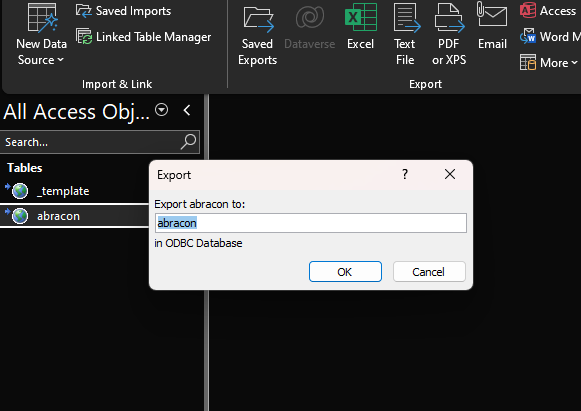 Saved Imports
New Data
Source
Linked Table Manager
Import & Link
Saved
Exports
Dataverse
Excel
Text
File
PDF
or XPS
Email
Access
Word M
More
Export
All Access Obj...
Search...
Tables
_template
abracon
Export
?
Export abracon to:
abracon
in ODBC Database
OK
Cancel